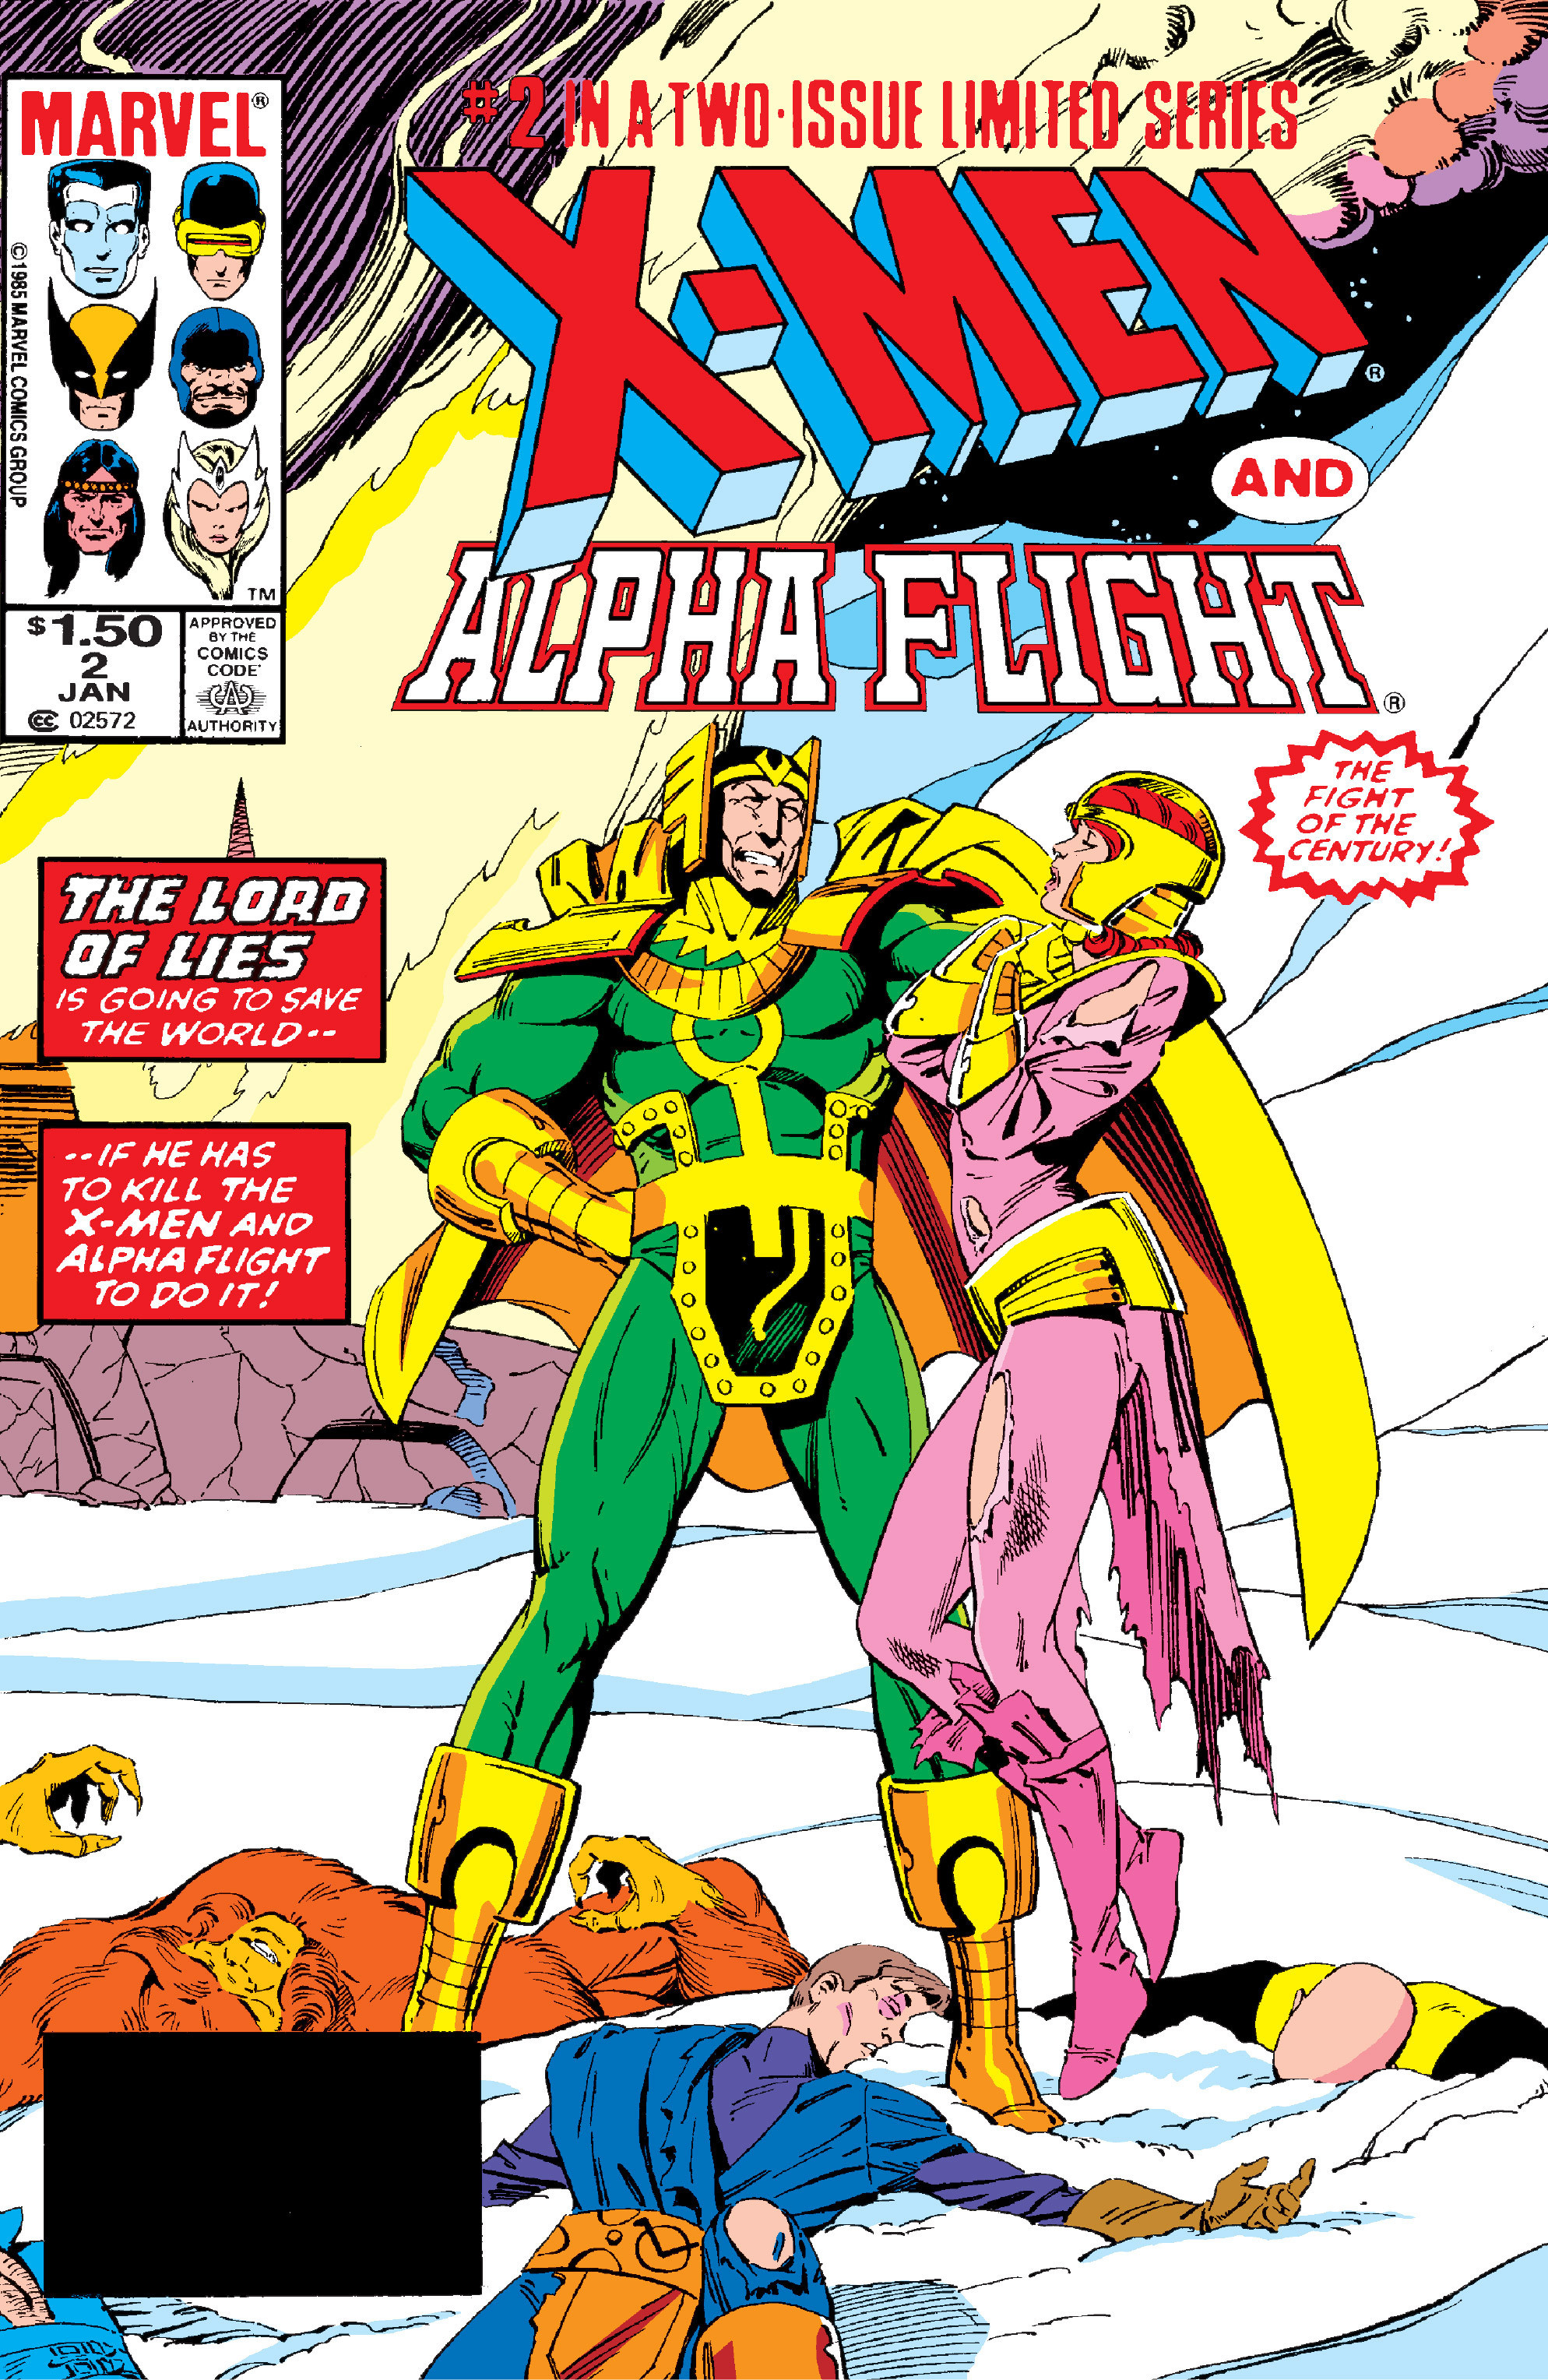 #2 IN A TWO-ISSUE LIMITED SERIES
MARVEL®
©1985 MARVEL COMICS GROUP
TM
$1.50
2
JAN
CC 02572
APPROVED
BY THE
COMICS
CODE
CA
AUTHORITY
X-MEN®
AND
ALPHA FLIGHT®
THE
FIGHT
OF THE
CENTURY!
THE LORD
OF LIES
IS GOING TO SAVE
THE WORLD--
--IF HE HAS
TO KILL THE
X-MEN AND
ALPHA FLIGHT
TO DO IT!